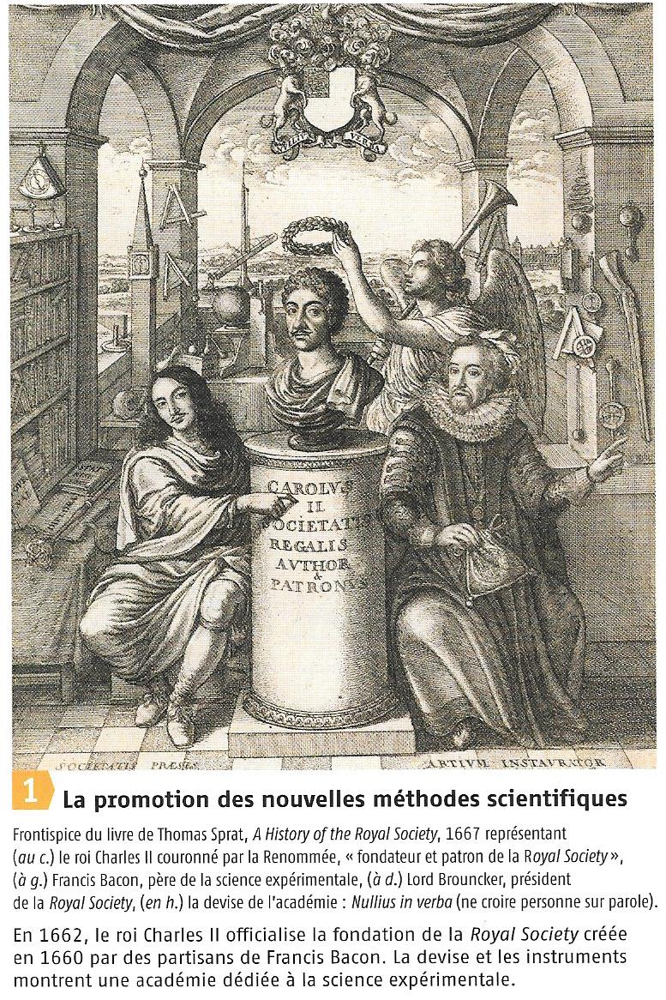 NULLIUS IN VERBA
CAROLVS
II
SOCIETATIS
REGALIS
AVTHOR
&
PATRONVS
SOCIETATIS PRÆSES
ARTIVM INSTAVRATOR
1 La promotion des nouvelles méthodes scientifiques
Frontispice du livre de Thomas Sprat, A History of the Royal Society, 1667 représentant
(au c.) le roi Charles II couronné par la Renommée, « fondateur et patron de la Royal Society »,
(à g.) Francis Bacon, père de la science expérimentale, (à d.) Lord Brouncker, président
de la Royal Society, (en h.) la devise de l’académie : Nullius in verba (ne croire personne sur parole).
En 1662, le roi Charles II officialise la fondation de la Royal Society créée
en 1660 par des partisans de Francis Bacon. La devise et les instruments
montrent une académie dédiée à la science expérimentale.